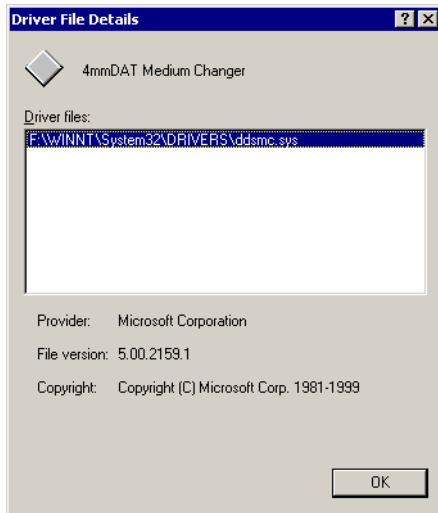 Driver File Details
4mmDAT Medium Changer
Driver files:
F:\WINNT\System32\DRIVERS\ddsmc.sys
Provider: Microsoft Corporation
File version: 5.00.2159.1
Copyright: Copyright (C) Microsoft Corp. 1981-1999
OK